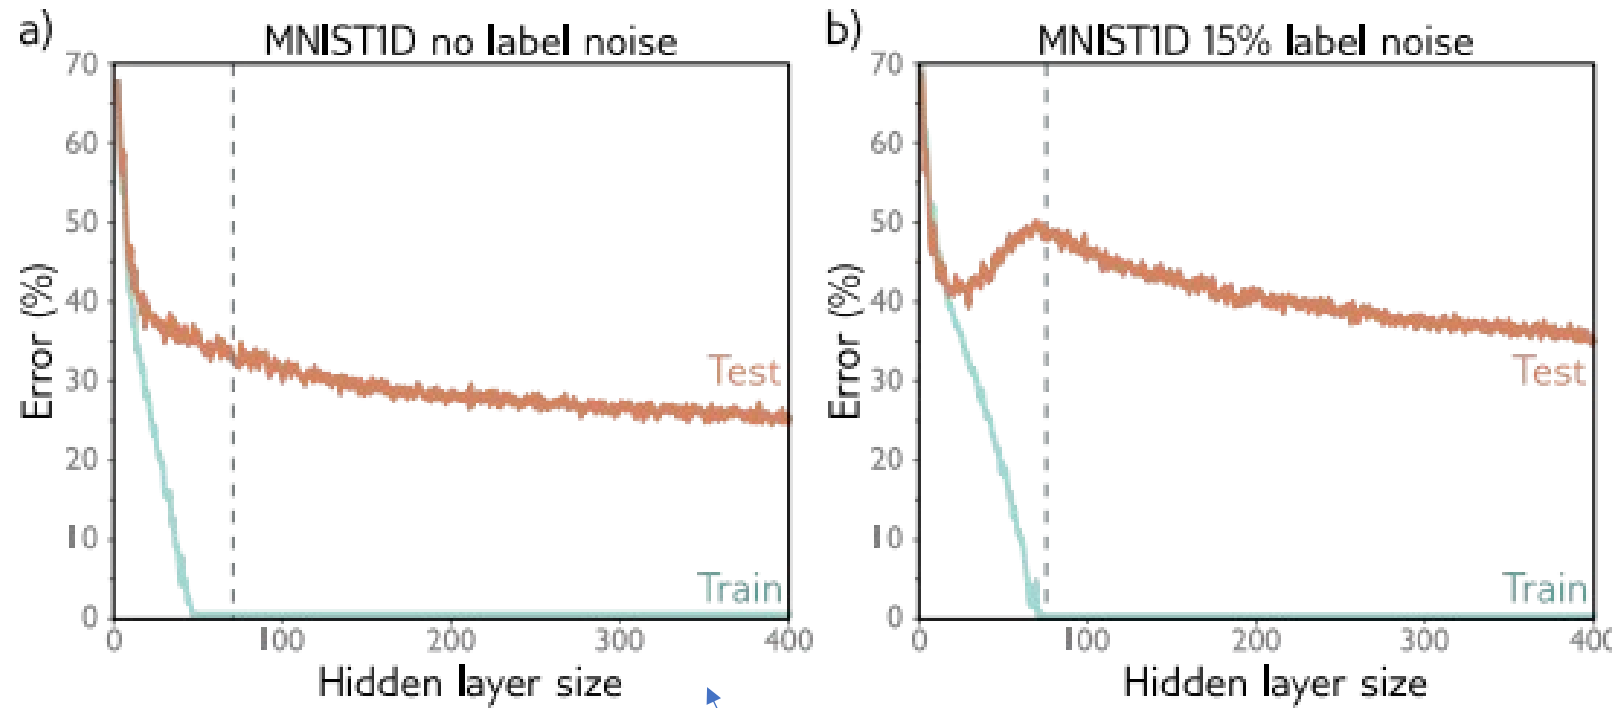 a)
MNIST1D no label noise
70
60
50
40
30
20
10
0
Error (%)
Test
Train
0 100 200 300 400
Hidden layer size
b)
MNIST1D 15% label noise
70
60
50
40
30
20
10
0
Error (%)
Test
Train
0 100 200 300 400
Hidden layer size